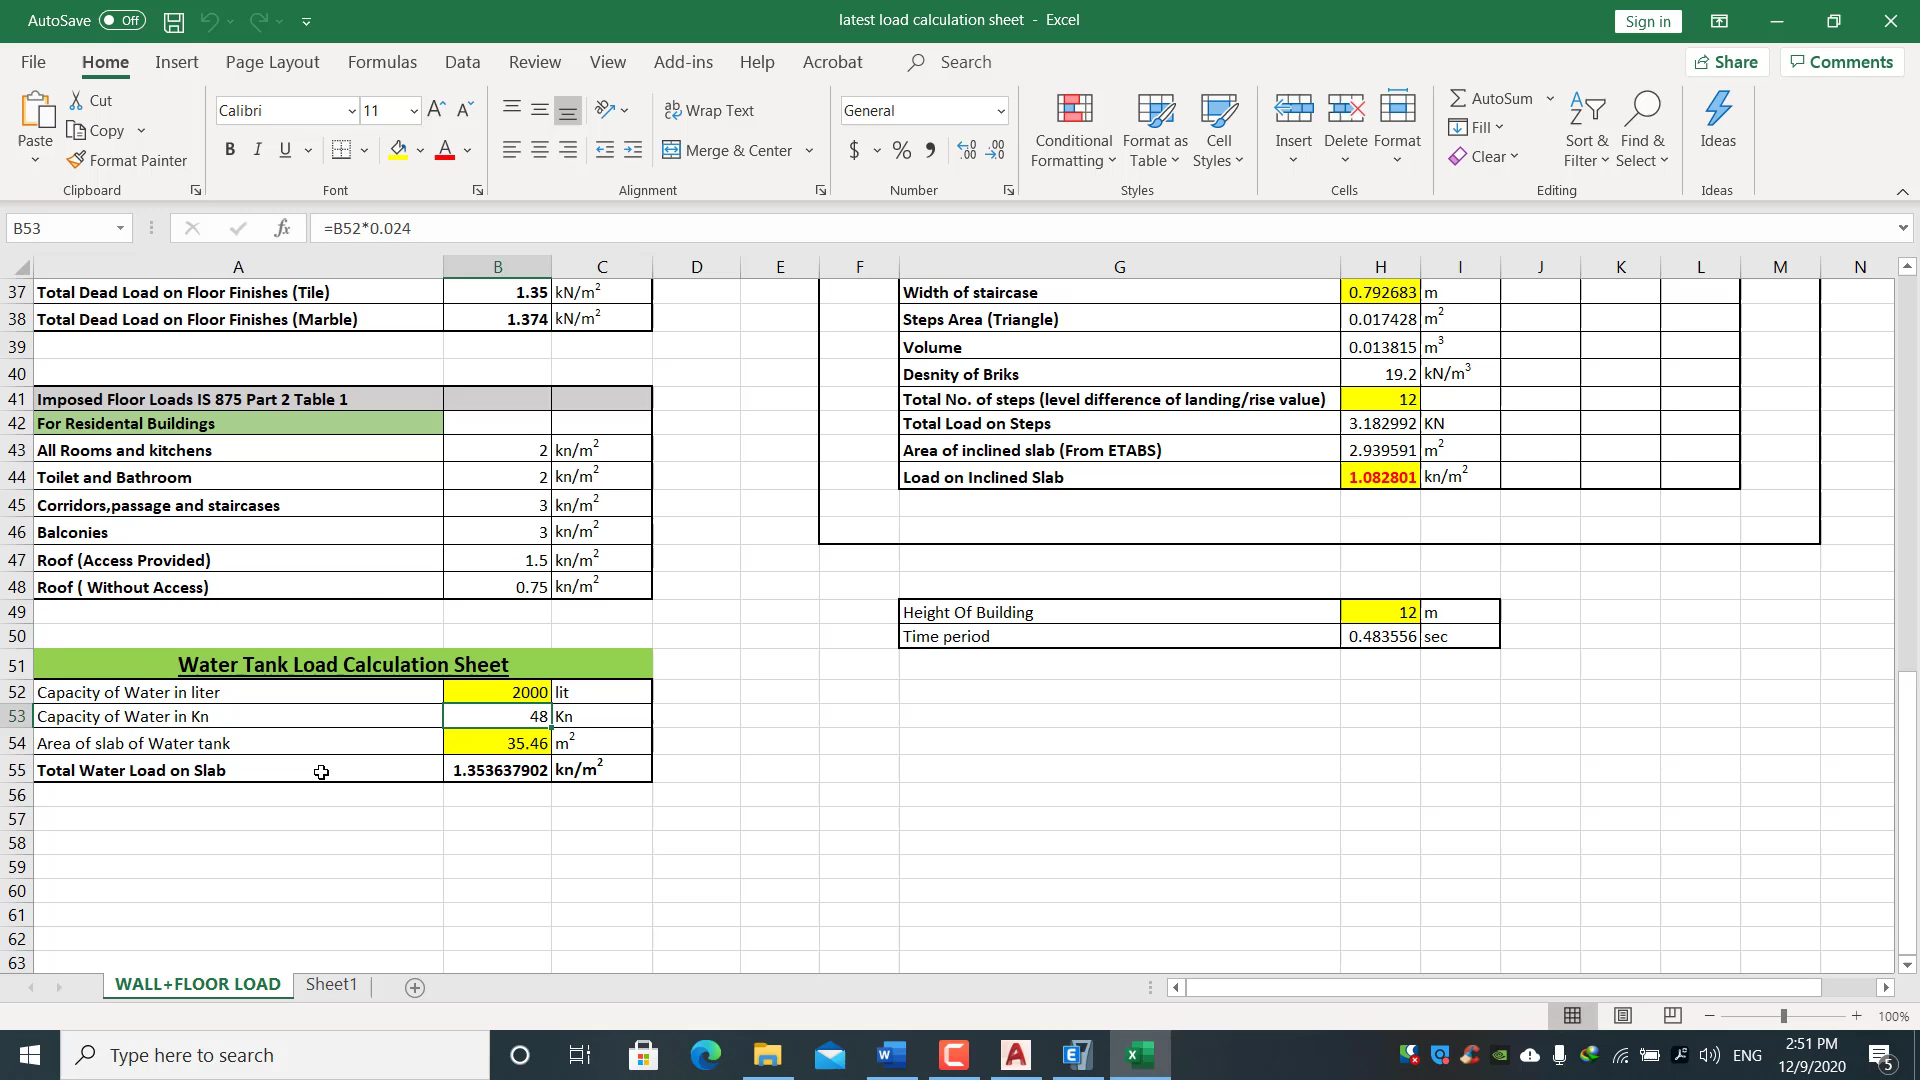 AutoSave Off
latest load calculation sheet - Excel
Sign in
File Home Insert Page Layout Formulas Data Review View Add-ins Help Acrobat Search
Share Comments
Paste
Cut
Copy
Format Painter
Clipboard
Calibri 11
B I U
Font
Wrap Text
Merge & Center
Alignment
General
$ % ,
Number
Conditional Formatting
Format as Table
Cell Styles
Styles
Insert Delete Format
Cells
AutoSum
Fill
Clear
Sort & Filter
Find & Select
Editing
Ideas
Ideas
B53 fx =B52*0.024
A B C D E F G H I J K L M N
37 Total Dead Load on Floor Finishes (Tile) 1.35 kN/m2 Width of staircase 0.792683 m
38 Total Dead Load on Floor Finishes (Marble) 1.374 kN/m2 Steps Area (Triangle) 0.017428 m2
39 Volume 0.013815 m3
40 Desnity of Briks 19.2 kN/m3
41 Imposed Floor Loads IS 875 Part 2 Table 1 Total No. of steps (level difference of landing/rise value) 12
42 For Residental Buildings Total Load on Steps 3.182992 KN
43 All Rooms and kitchens 2 kn/m2 Area of inclined slab (From ETABS) 2.939591 m2
44 Toilet and Bathroom 2 kn/m2 Load on Inclined Slab 1.082801 kn/m2
45 Corridors,passage and staircases 3 kn/m2
46 Balconies 3 kn/m2
47 Roof (Access Provided) 1.5 kn/m2
48 Roof ( Without Access) 0.75 kn/m2
49 Height Of Building 12 m
50 Time period 0.483556 sec
51 Water Tank Load Calculation Sheet
52 Capacity of Water in liter 2000 lit
53 Capacity of Water in Kn 48 Kn
54 Area of slab of Water tank 35.46 m2
55 Total Water Load on Slab 1.353637902 kn/m2
56
57
58
59
60
61
62
63
WALL+FLOOR LOAD Sheet1
100%
Type here to search
ENG
2:51 PM
12/9/2020
5